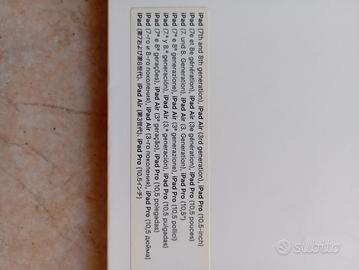 iPad (7th and 8th generation), iPad Air (3rd generation), iPad Pro (10.5-inch)
iPad (7e et 8e génération), iPad Air (3e génération), iPad Pro (10,5 pouces)
iPad (7. und 8. Generation), iPad Air (3. Generation), iPad Pro (10,5")
iPad (7ª e 8ª generazione), iPad Air (3ª generazione), iPad Pro (10,5 pollici)
iPad (7.ª y 8.ª generación), iPad Air (3.ª generación), iPad Pro (10,5 pulgadas)
iPad (7ª e 8ª gerações), iPad Air (3ª geração), iPad Pro (10,5 polegadas)
iPad (7-го и 8-го поколения), iPad Air (3-го поколения), iPad Pro (10,5 дюйма)
iPad (第7および第8世代), iPad Air (第3世代), iPad Pro (10.5インチ)
subito